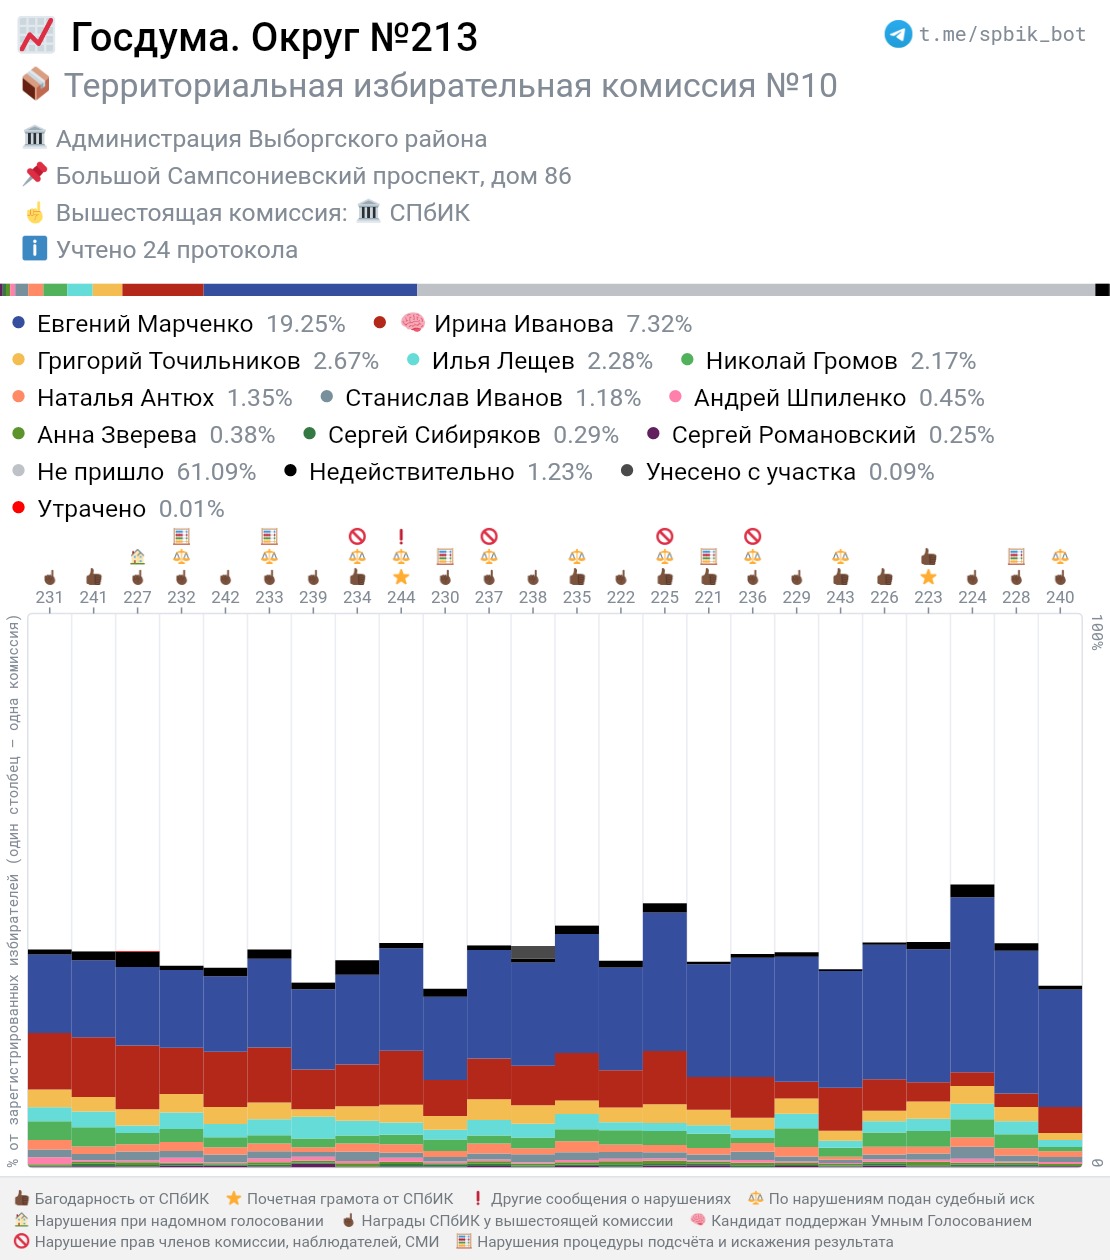 Госдума. Округ №213
t.me/spbik_bot
Территориальная избирательная комиссия №10
Администрация Выборгского района
Большой Сампсониевский проспект, дом 86
Вышестоящая комиссия: СПбИК
Учтено 24 протокола
Евгений Марченко 19.25% Ирина Иванова 7.32%
Григорий Точильников 2.67% Илья Лещев 2.28% Николай Громов 2.17%
Наталья Антюх 1.35% Станислав Иванов 1.18% Андрей Шпиленко 0.45%
Анна Зверева 0.38% Сергей Сибиряков 0.29% Сергей Романовский 0.25%
Не пришло 61.09% Недействительно 1.23% Унесено с участка 0.09%
Утрачено 0.01%
231 241 227 232 242 233 239 234 244 230 237 238 235 222 225 221 236 229 243 226 223 224 228 240
% от зарегистрированных избирателей (один столбец – одна комиссия)
100%
0
Багодарность от СПбИК Почетная грамота от СПбИК Другие сообщения о нарушениях По нарушениям подан судебный иск
Нарушения при надомном голосовании Награды СПбИК у вышестоящей комиссии Кандидат поддержан Умным Голосованием
Нарушение прав членов комиссии, наблюдателей, СМИ Нарушения процедуры подсчёта и искажения результата